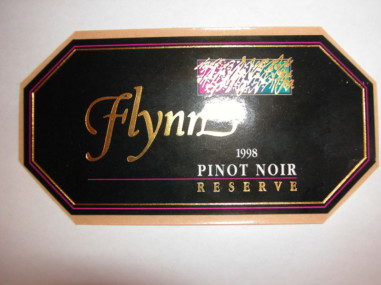 Flynn
1998
PINOT NOIR
RESERVE